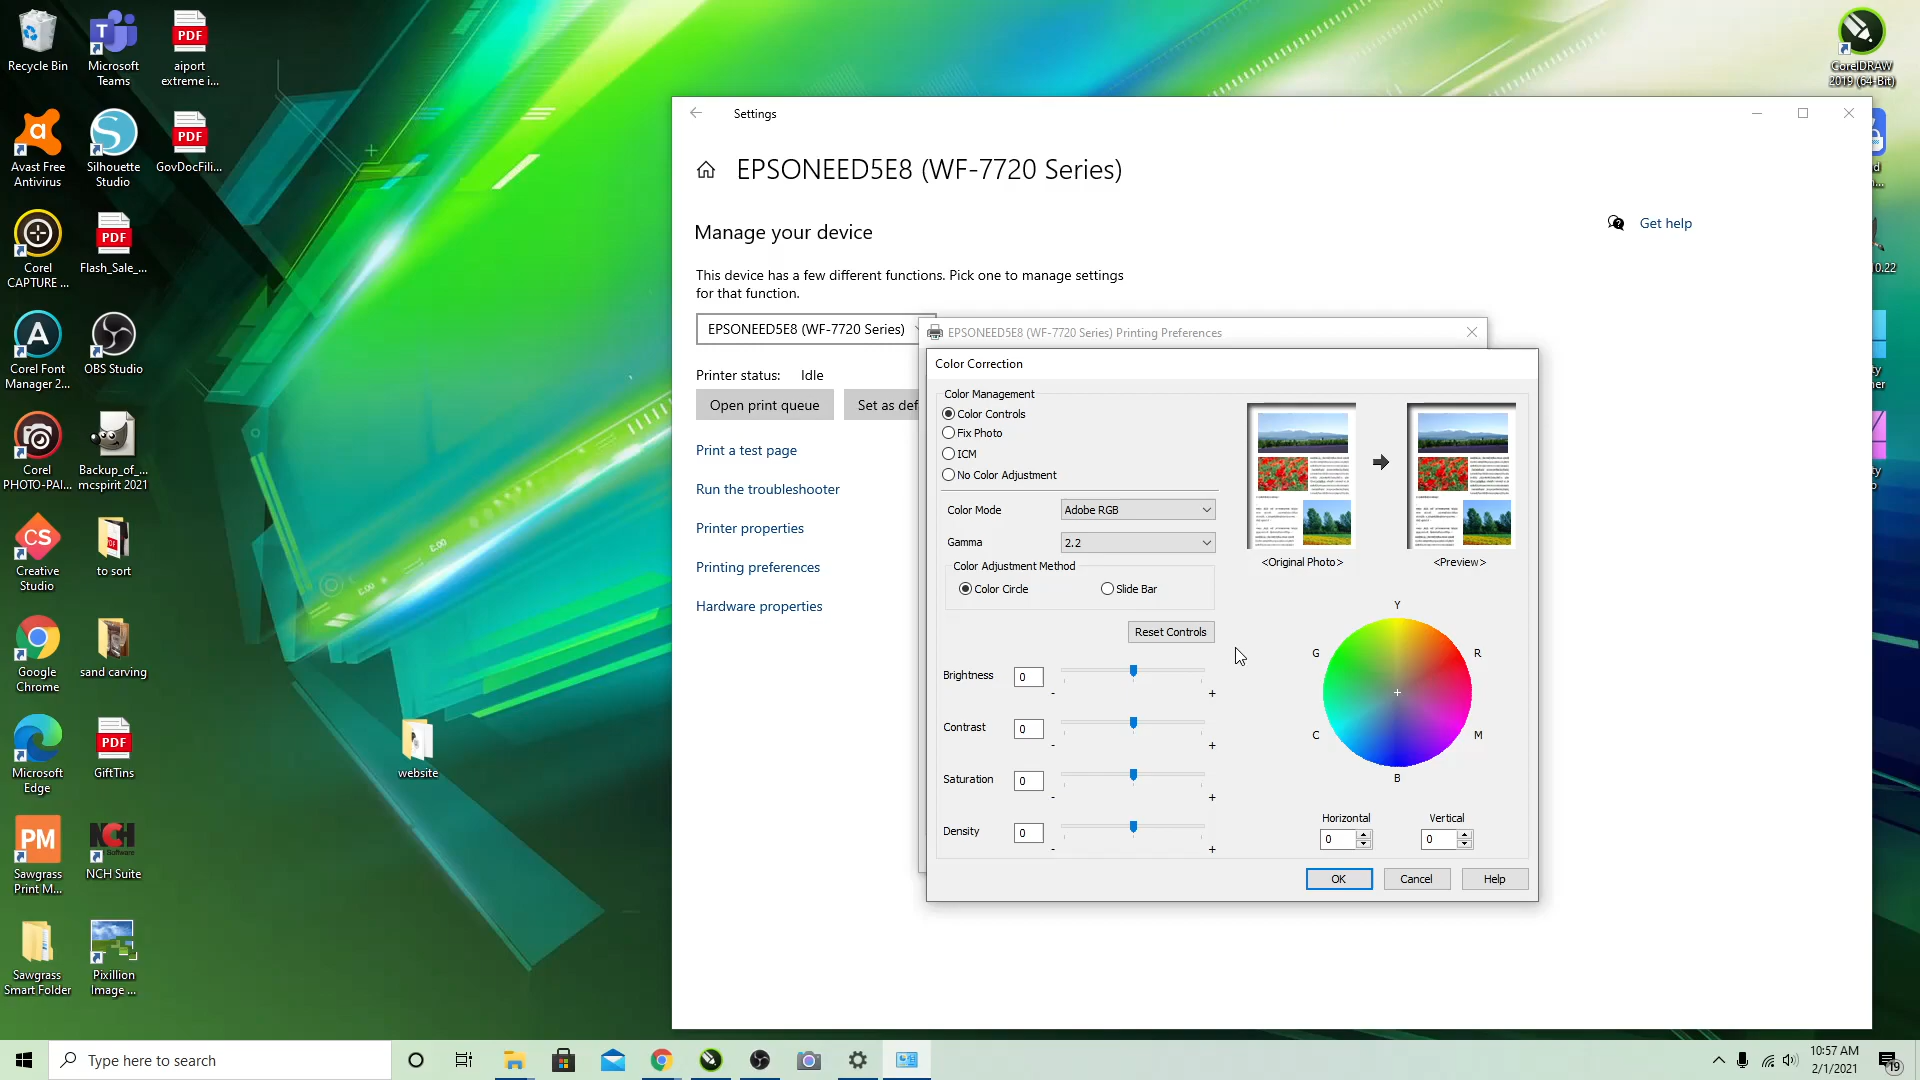 Recycle Bin
Microsoft
Teams
aiport
extreme i...
Avast Free
Antivirus
Silhouette
Studio
GovDocFili...
Corel
CAPTURE ...
Flash_Sale_...
Corel Font
Manager 2...
OBS Studio
Corel
PHOTO-PAI...
Backup_of_...
mcspirit 2021
Creative
Studio
to sort
Google
Chrome
sand carving
Microsoft
Edge
GiftTins
website
Sawgrass
Print M...
NCH Suite
Sawgrass
Smart Folder
Pixillion
Image ...
CorelDRAW
2019 (64-Bit)
Settings
EPSONEED5E8 (WF-7720 Series)
Manage your device
Get help
This device has a few different functions. Pick one to manage settings
for that function.
EPSONEED5E8 (WF-7720 Series)
Printer status: Idle
Open print queue
Set as def
Print a test page
Run the troubleshooter
Printer properties
Printing preferences
Hardware properties
EPSONEED5E8 (WF-7720 Series) Printing Preferences
Color Correction
Color Management
Color Controls
Fix Photo
ICM
No Color Adjustment
Color Mode Adobe RGB
Gamma 2.2
Color Adjustment Method
Color Circle Slide Bar
Reset Controls
<Original Photo> <Preview>
Brightness 0 - +
Contrast 0 - +
Saturation 0 - +
Density 0 - +
Y
G R
C M
B
Horizontal Vertical
0 0
OK Cancel Help
Type here to search
10:57 AM
2/1/2021
19